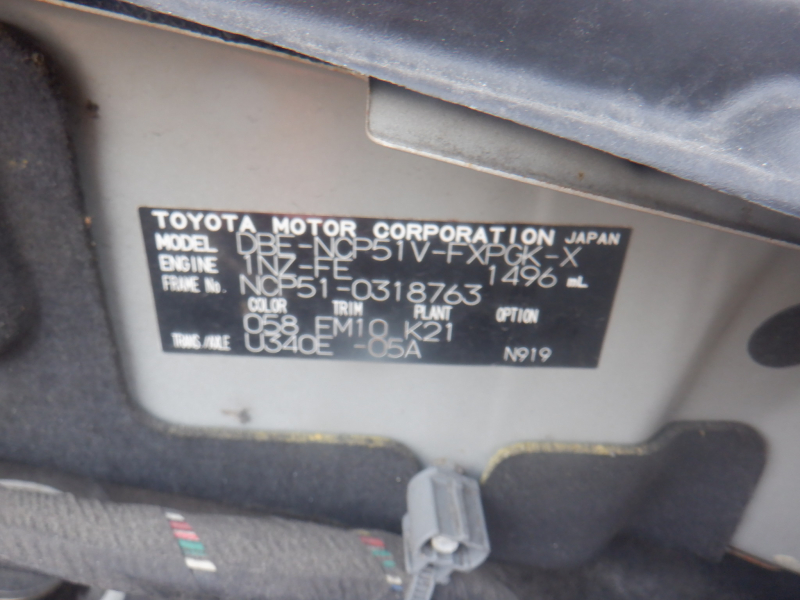 TOYOTA MOTOR CORPORATION JAPAN
MODEL DBE-NCP51V-FXPGK-X
ENGINE 1NZ-FE 1496 mL
FRAME No. NCP51-0318763
COLOR TRIM PLANT OPTION
058 FM10 K21
TRANS./AXLE U340E -05A N919